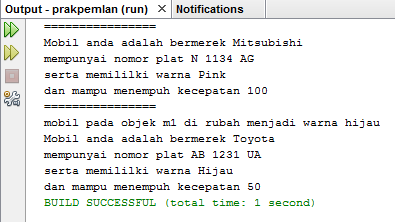 Output - prakpemlan (run)
Notifications
================
Mobil anda adalah bermerek Mitsubishi
mempunyai nomor plat N 1134 AG
serta memililki warna Pink
dan mampu menempuh kecepatan 100
================
mobil pada objek m1 di rubah menjadi warna hijau
Mobil anda adalah bermerek Toyota
mempunyai nomor plat AB 1231 UA
serta memililki warna Hijau
dan mampu menempuh kecepatan 50
BUILD SUCCESSFUL (total time: 1 second)